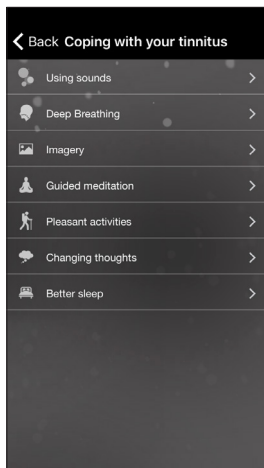 Back Coping with your tinnitus
Using sounds
Deep Breathing
Imagery
Guided meditation
Pleasant activities
Changing thoughts
Better sleep